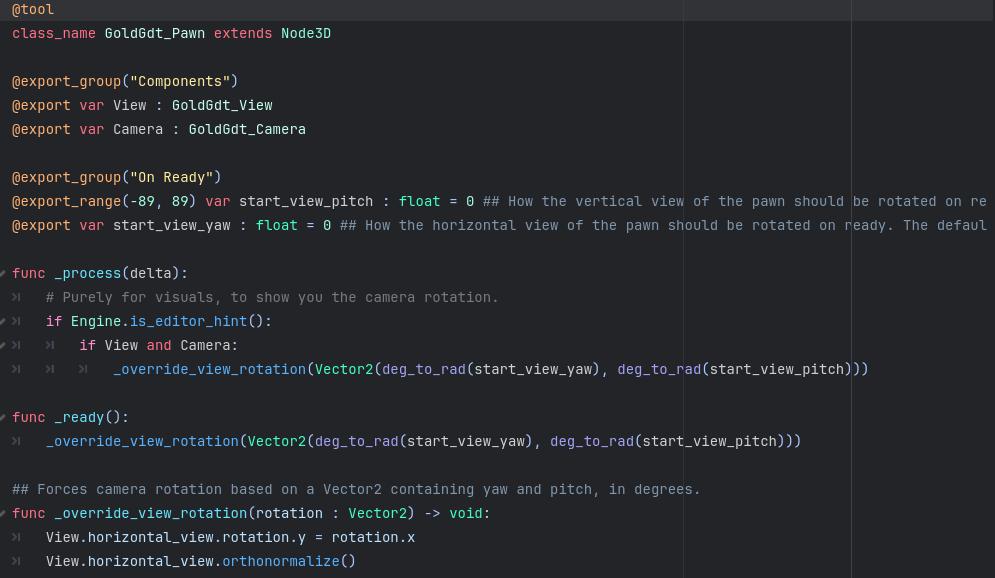 @tool
class_name GoldGdt_Pawn extends Node3D

@export_group("Components")
@export var View : GoldGdt_View
@export var Camera : GoldGdt_Camera

@export_group("On Ready")
@export_range(-89, 89) var start_view_pitch : float = 0 ## How the vertical view of the pawn should be rotated on re
@export var start_view_yaw : float = 0 ## How the horizontal view of the pawn should be rotated on ready. The defaul

func _process(delta):
	# Purely for visuals, to show you the camera rotation.
	if Engine.is_editor_hint():
		if View and Camera:
			_override_view_rotation(Vector2(deg_to_rad(start_view_yaw), deg_to_rad(start_view_pitch)))

func _ready():
	_override_view_rotation(Vector2(deg_to_rad(start_view_yaw), deg_to_rad(start_view_pitch)))

## Forces camera rotation based on a Vector2 containing yaw and pitch, in degrees.
func _override_view_rotation(rotation : Vector2) -> void:
	View.horizontal_view.rotation.y = rotation.x
	View.horizontal_view.orthonormalize()